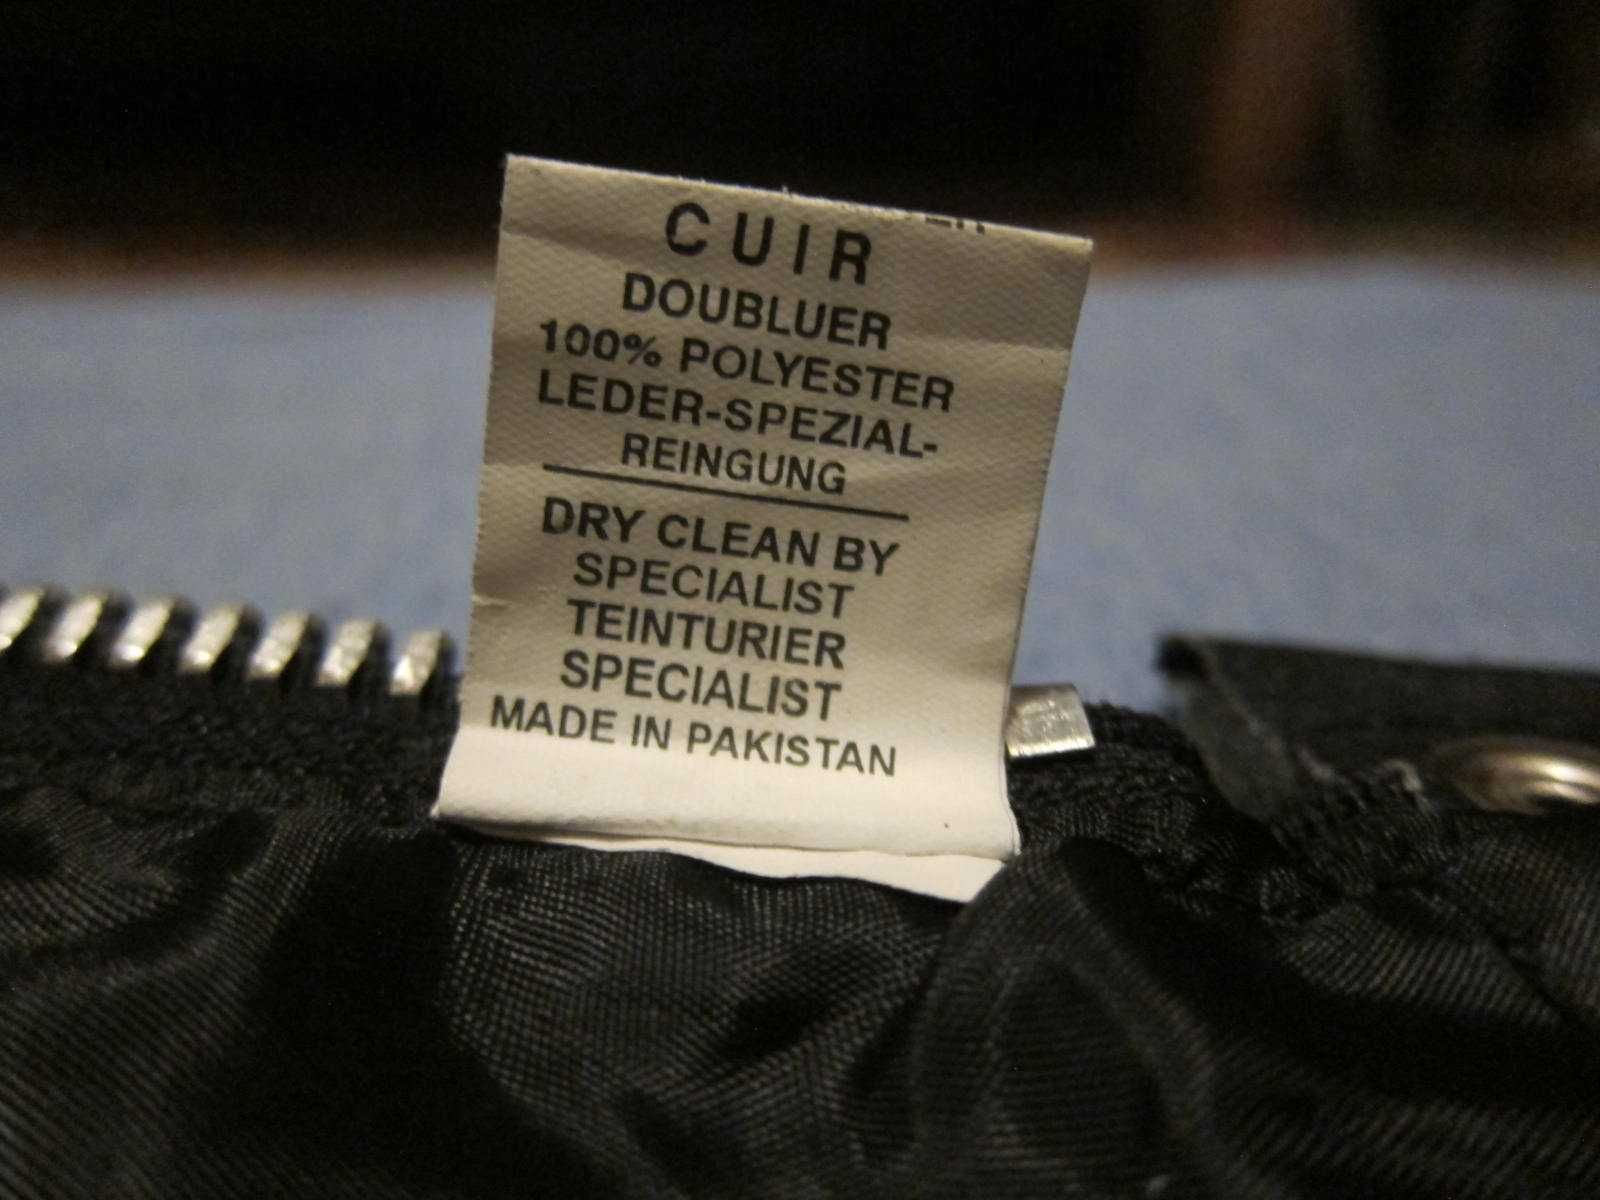 CUIR
DOUBLUER
100% POLYESTER
LEDER-SPEZIAL-
REINGUNG
DRY CLEAN BY
SPECIALIST
TEINTURIER
SPECIALIST
MADE IN PAKISTAN